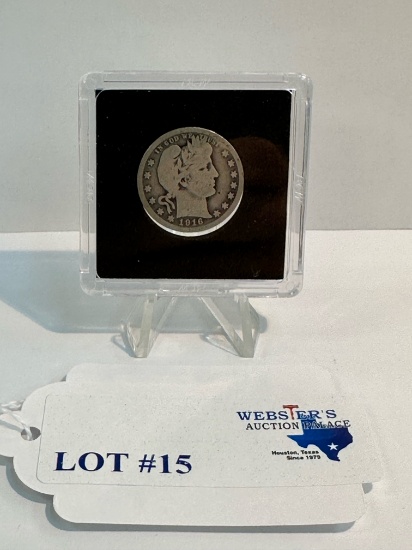 IN GOD WE TRUST
1916
WEBSTER'S
AUCTION PALACE
Houston, Texas
Since 1979
LOT #15